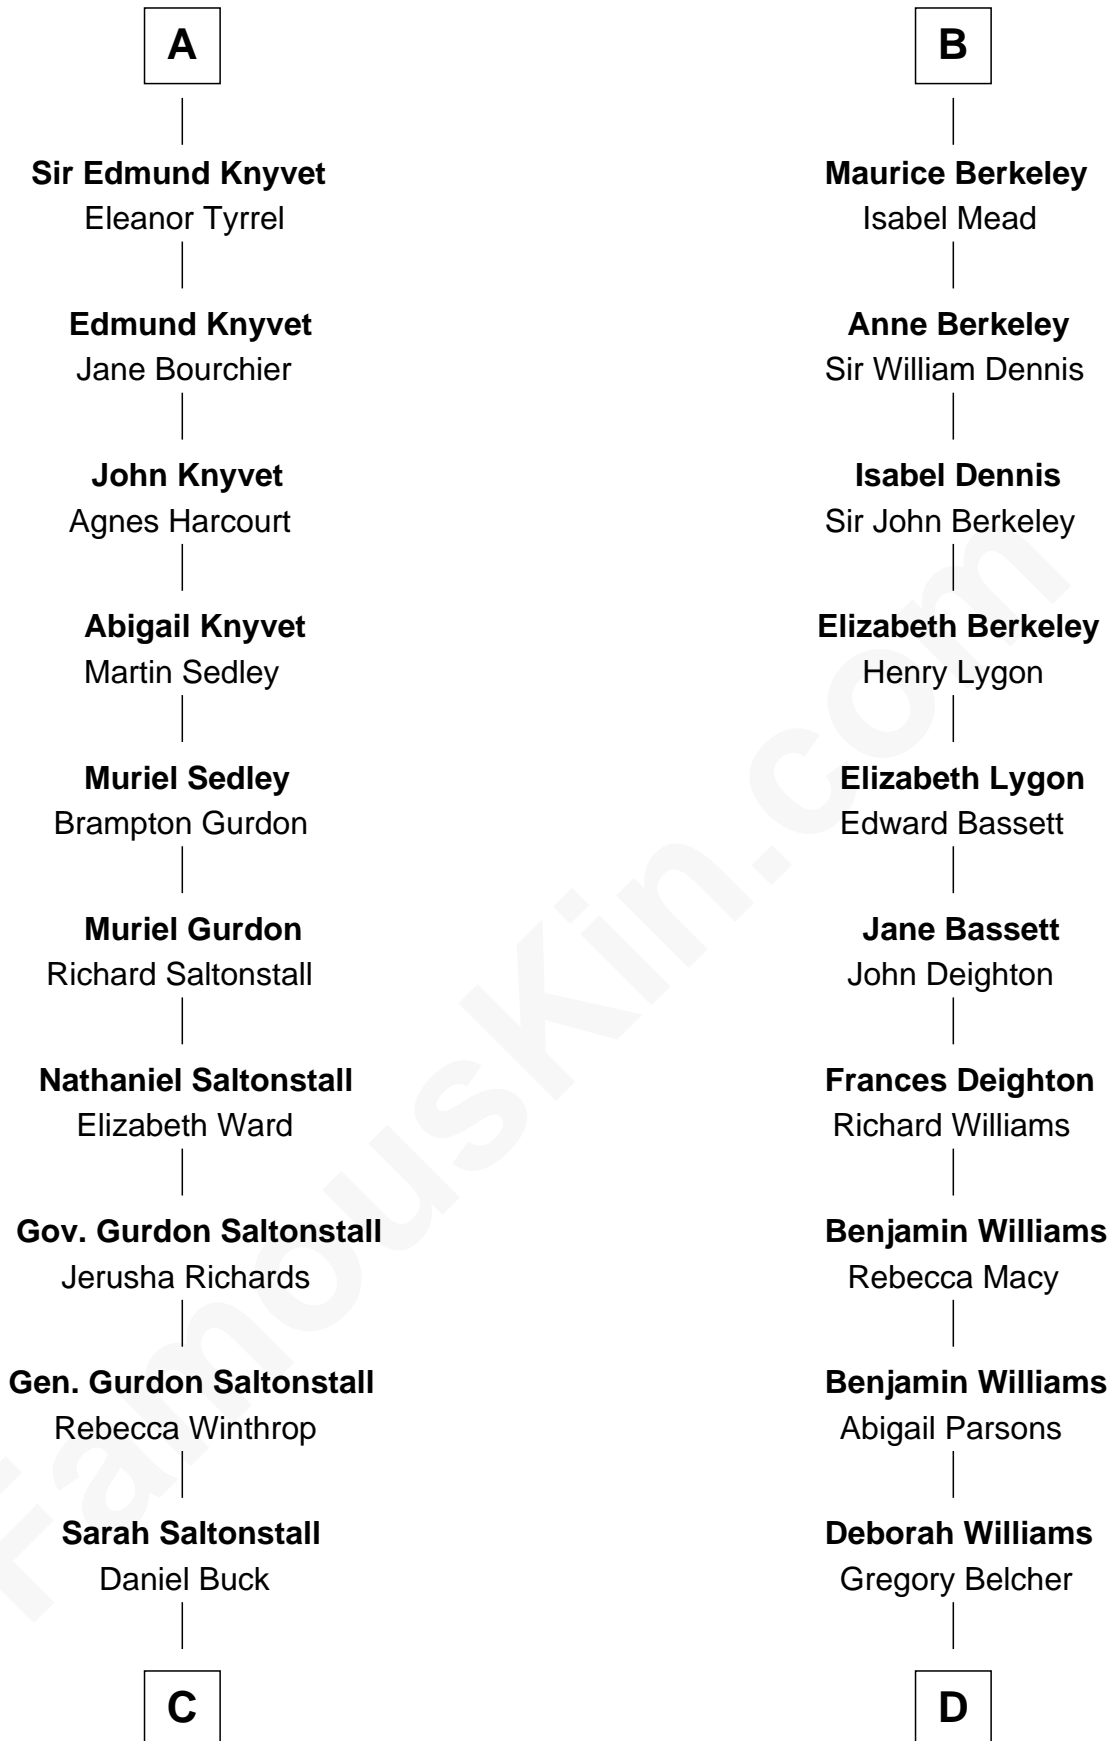 A
Sir Edmund Knyvet
Eleanor Tyrrel
Edmund Knyvet
Jane Bourchier
John Knyvet
Agnes Harcourt
Abigail Knyvet
Martin Sedley
Muriel Sedley
Brampton Gurdon
Muriel Gurdon
Richard Saltonstall
Nathaniel Saltonstall
Elizabeth Ward
Gov. Gurdon Saltonstall
Jerusha Richards
Gen. Gurdon Saltonstall
Rebecca Winthrop
Sarah Saltonstall
Daniel Buck
C
B
Maurice Berkeley
Isabel Mead
Anne Berkeley
Sir William Dennis
Isabel Dennis
Sir John Berkeley
Elizabeth Berkeley
Henry Lygon
Elizabeth Lygon
Edward Bassett
Jane Bassett
John Deighton
Frances Deighton
Richard Williams
Benjamin Williams
Rebecca Macy
Benjamin Williams
Abigail Parsons
Deborah Williams
Gregory Belcher
D
FamousKin.com